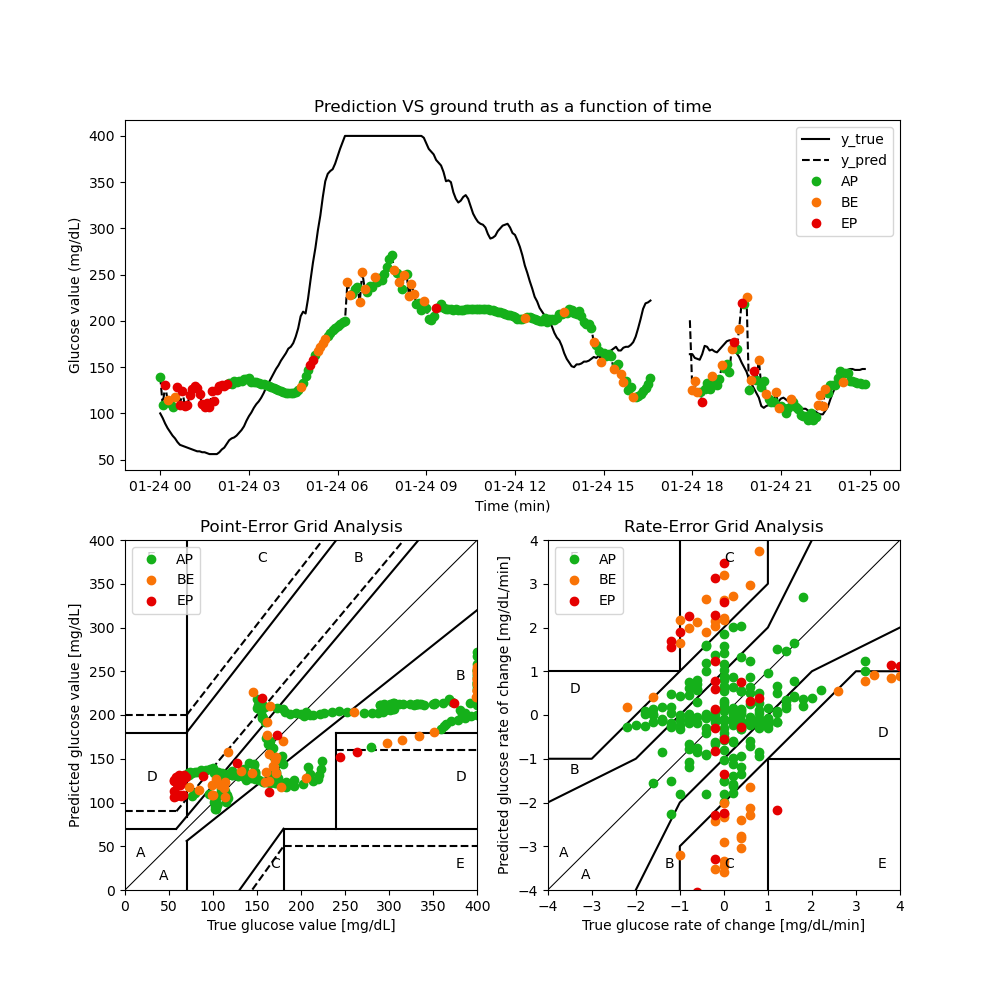 Prediction VS ground truth as a function of time
Glucose value (mg/dL)
400
350
300
250
200
150
100
50
y_true
y_pred
AP
BE
EP
01-24 00 01-24 03 01-24 06 01-24 09 01-24 12 01-24 15 01-24 18 01-24 21 01-25 00
Time (min)
Point-Error Grid Analysis
Predicted glucose value [mg/dL]
400
350
300
250
200
150
100
50
0
AP
BE
EP
C
B
B
D
D
A
A
C
E
0 50 100 150 200 250 300 350 400
True glucose value [mg/dL]
Rate-Error Grid Analysis
Predicted glucose rate of change [mg/dL/min]
4
3
2
1
0
−1
−2
−3
−4
AP
BE
EP
C
D
D
B
A
A
B
C
E
−4 −3 −2 −1 0 1 2 3 4
True glucose rate of change [mg/dL/min]